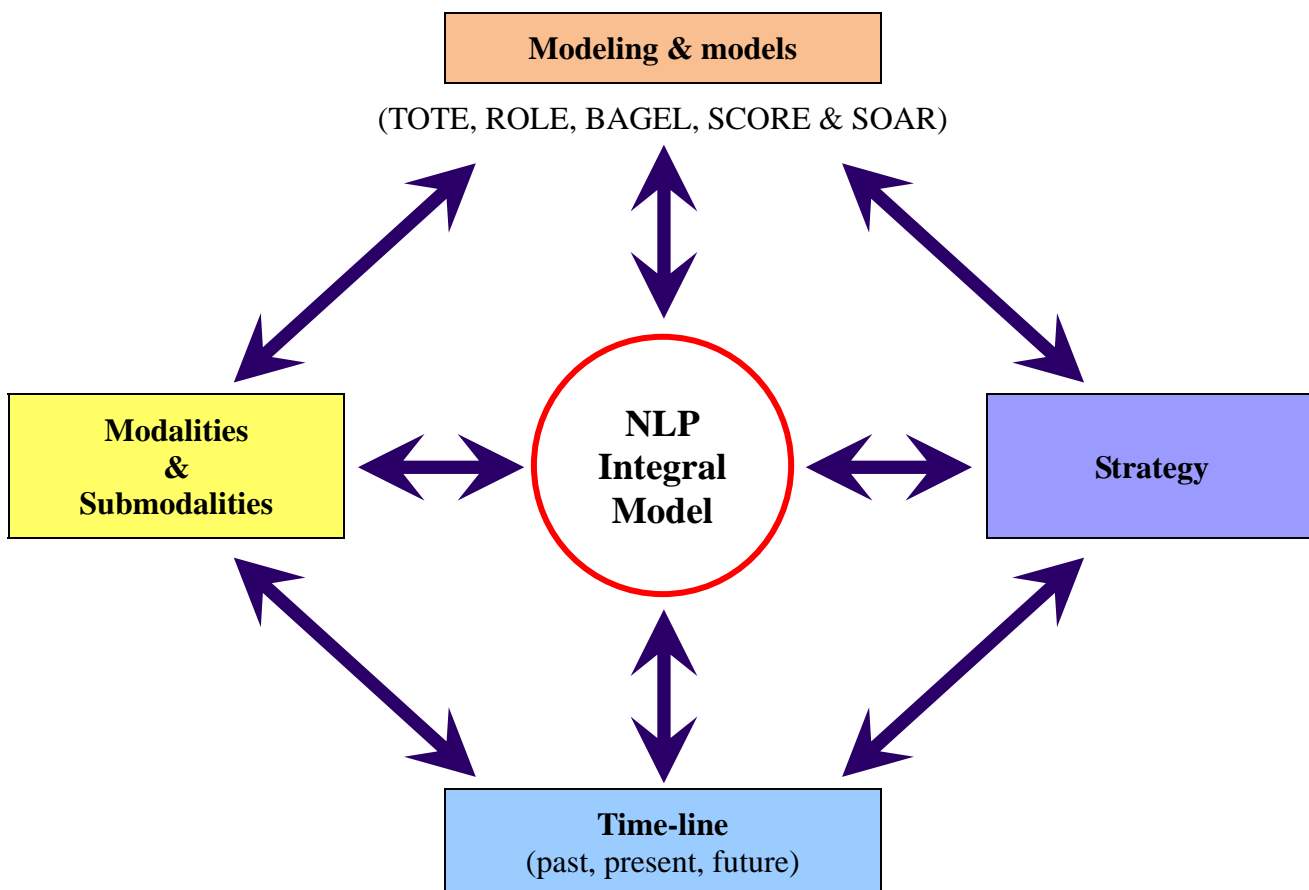 Modeling & models
(TOTE, ROLE, BAGEL, SCORE & SOAR)
Modalities
&
Submodalities
NLP
Integral
Model
Strategy
Time-line
(past, present, future)